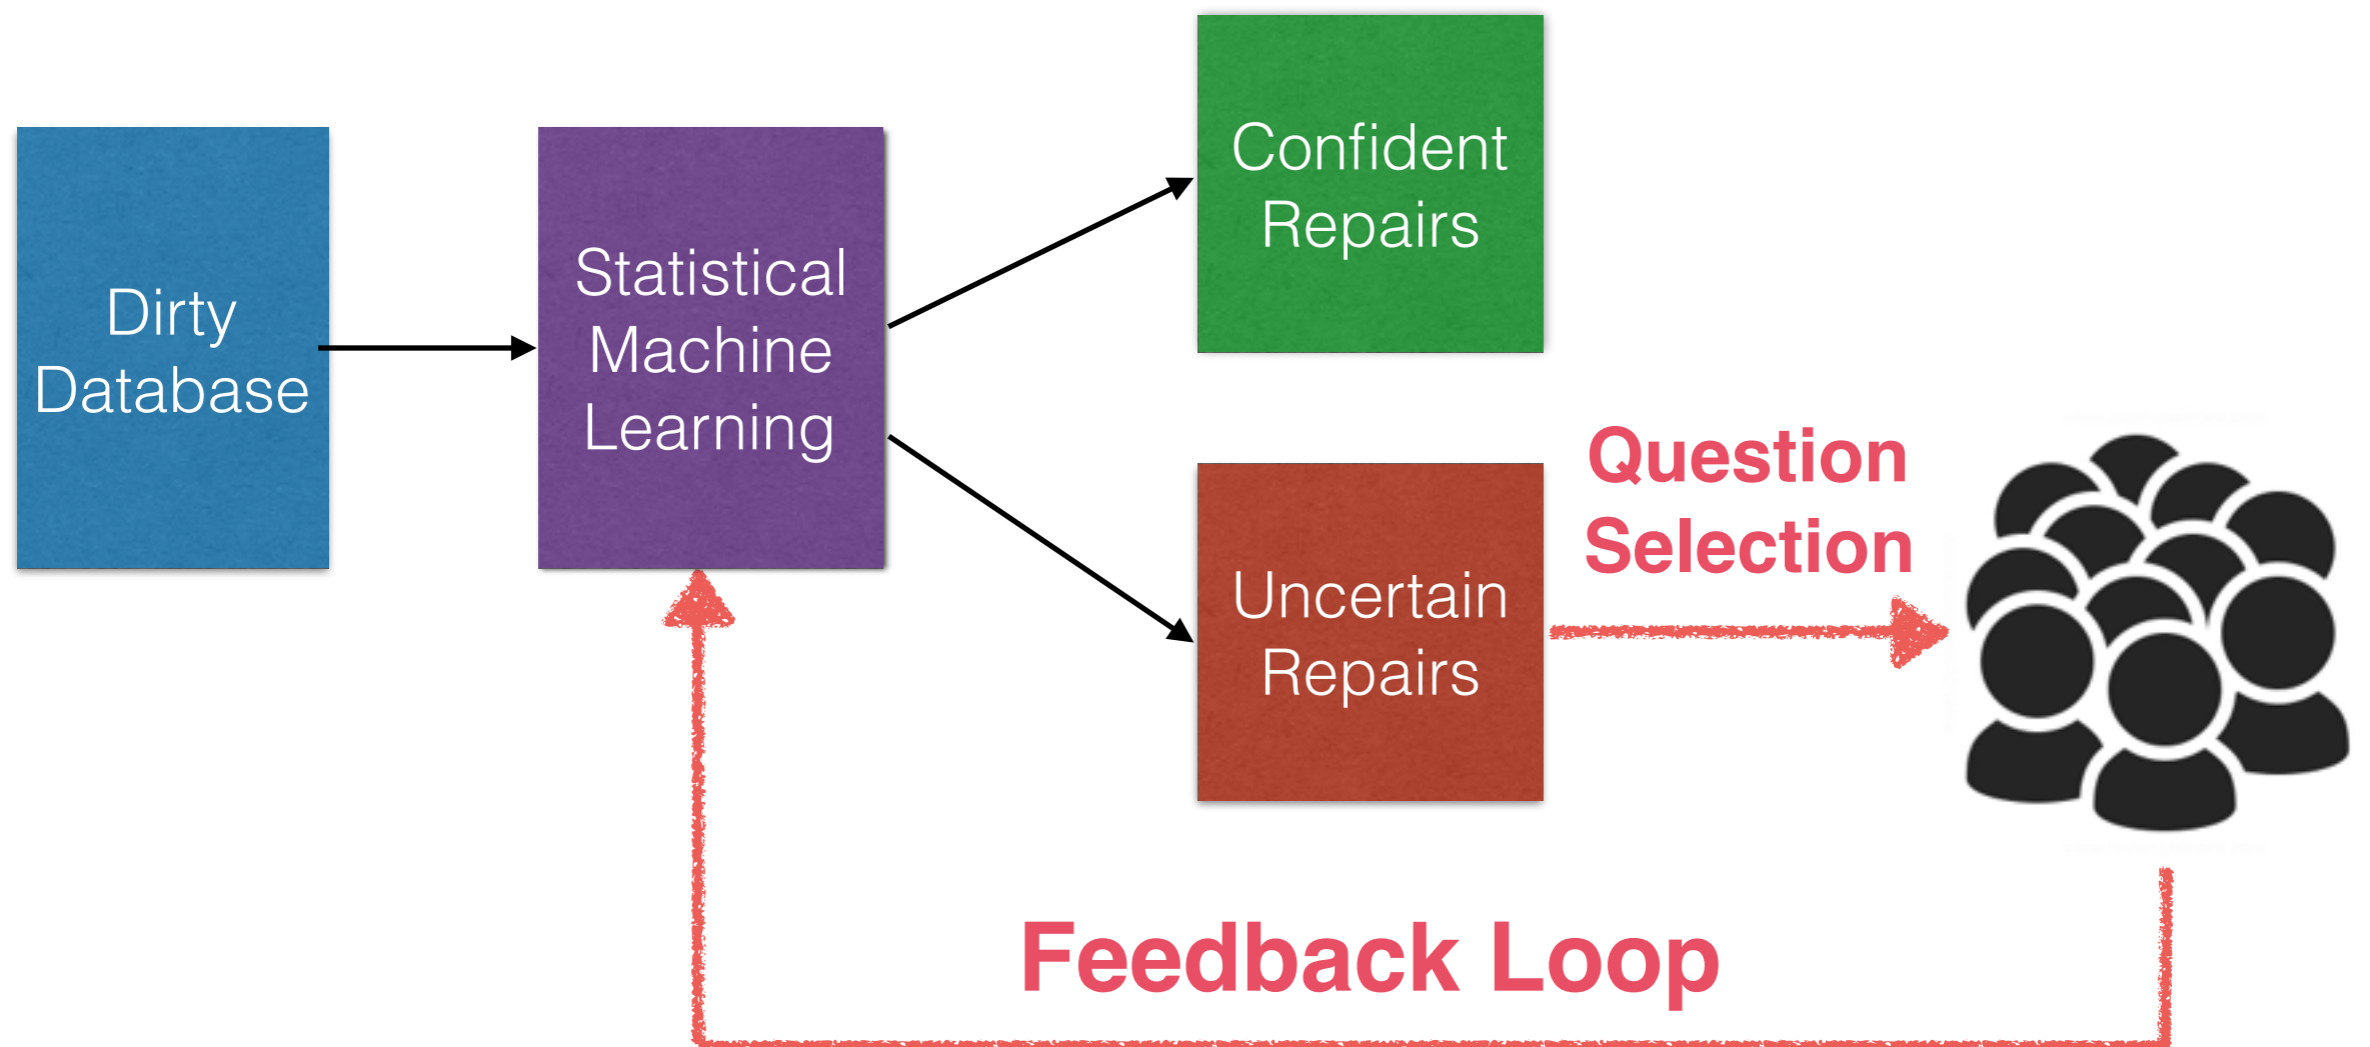 Dirty
Database
Statistical
Machine
Learning
Confident
Repairs
Uncertain
Repairs
Question
Selection
Feedback Loop